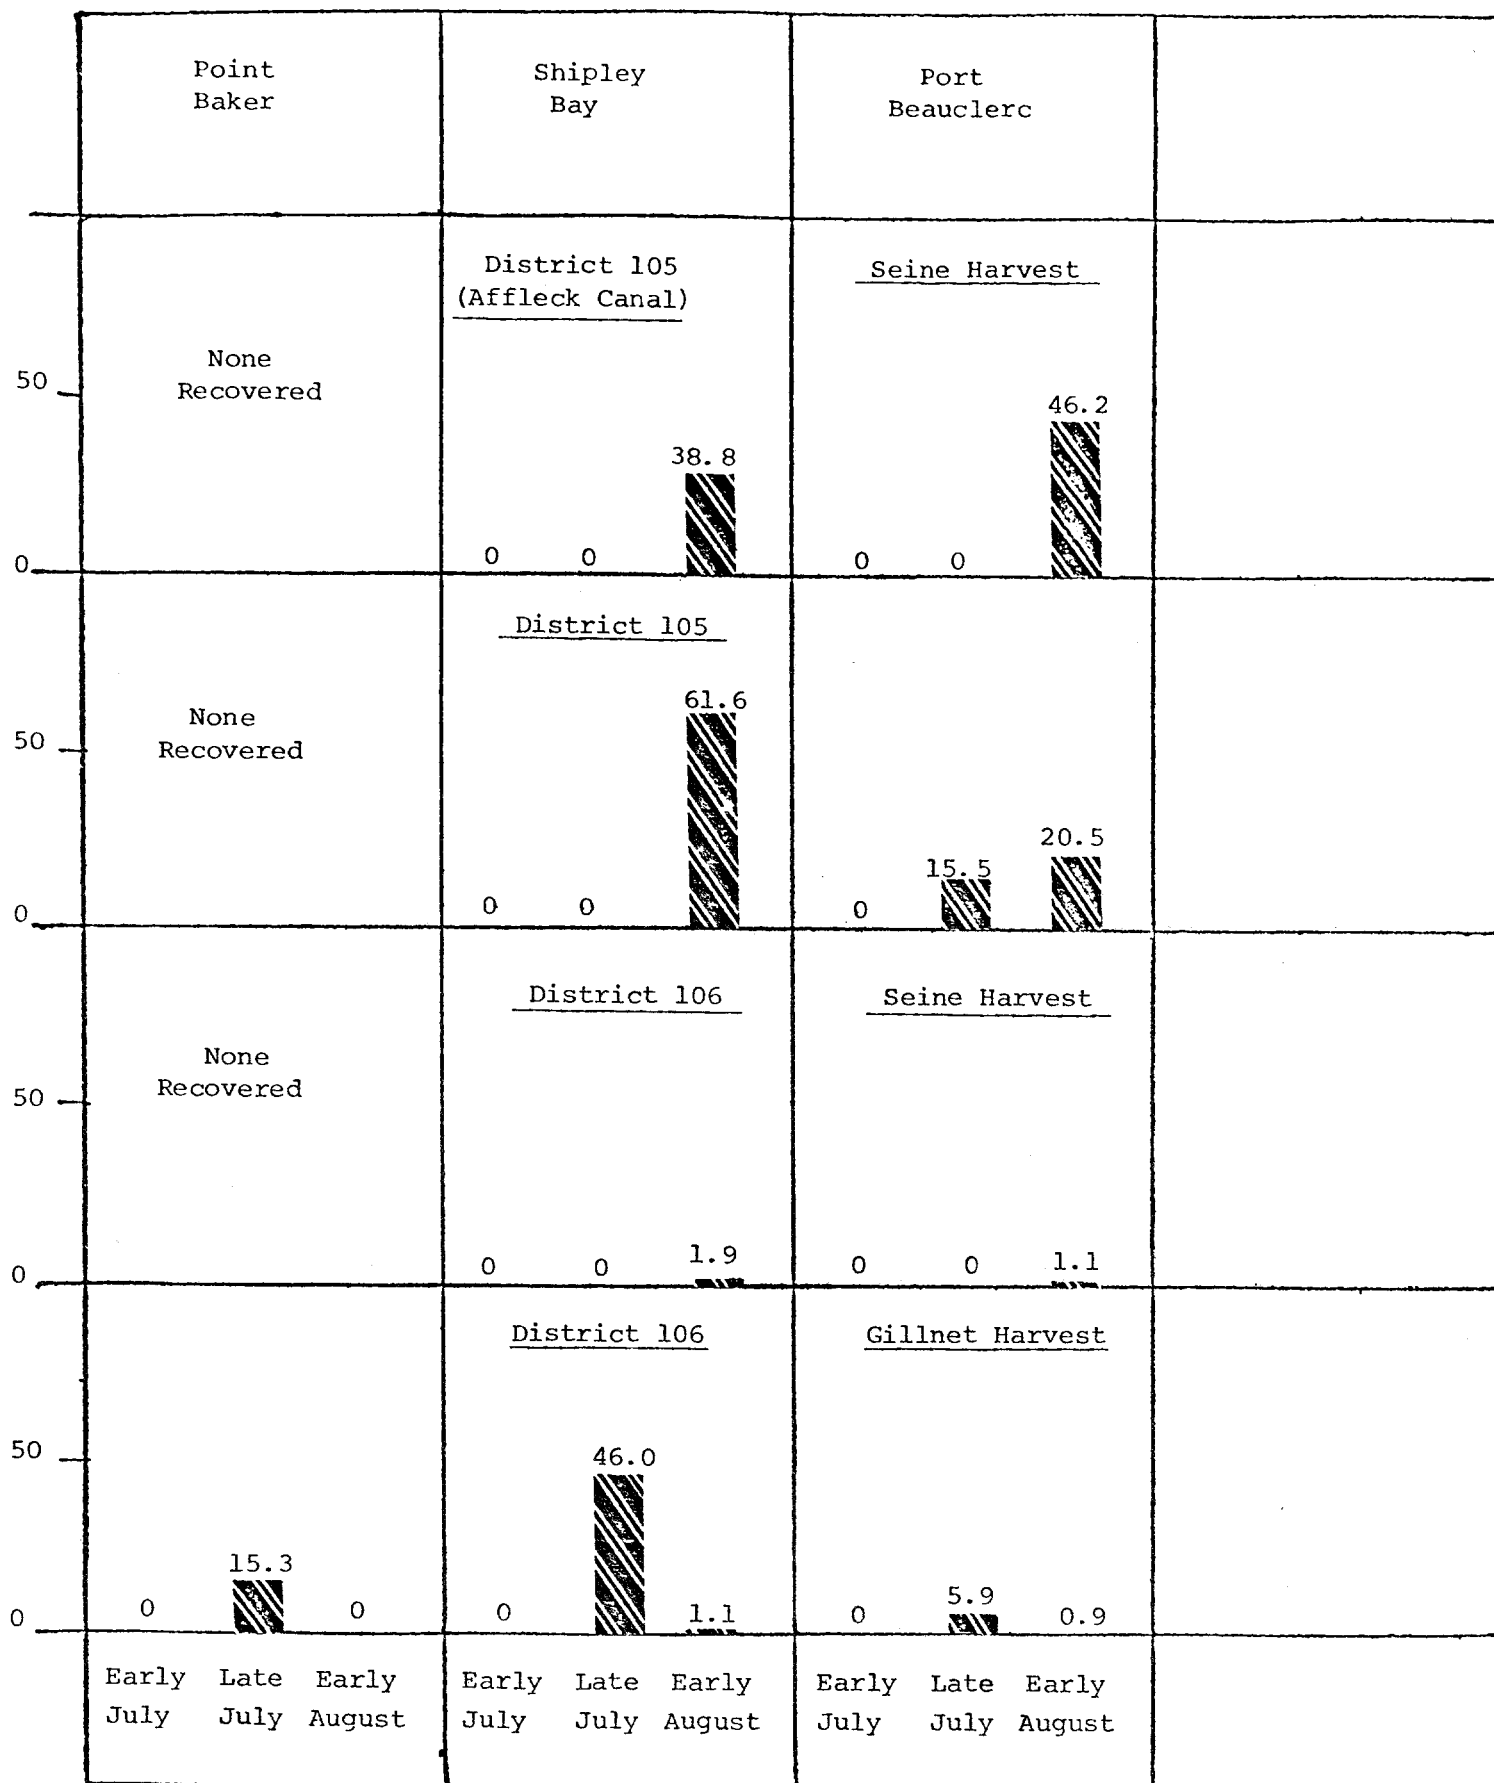 Point Baker
Shipley Bay
Port Beauclerc
District 105 (Affleck Canal)
Seine Harvest
None Recovered
50
46.2
38.8
0
0
0
0
0
District 105
None Recovered
50
61.6
20.5
15.5
0
0
0
0
District 106
Seine Harvest
None Recovered
50
0
0
0
1.9
0
0
1.1
District 106
Gillnet Harvest
50
46.0
15.3
5.9
0
0
0
0
1.1
0
0.9
Early Late Early
July July August
Early Late Early
July July August
Early Late Early
July July August